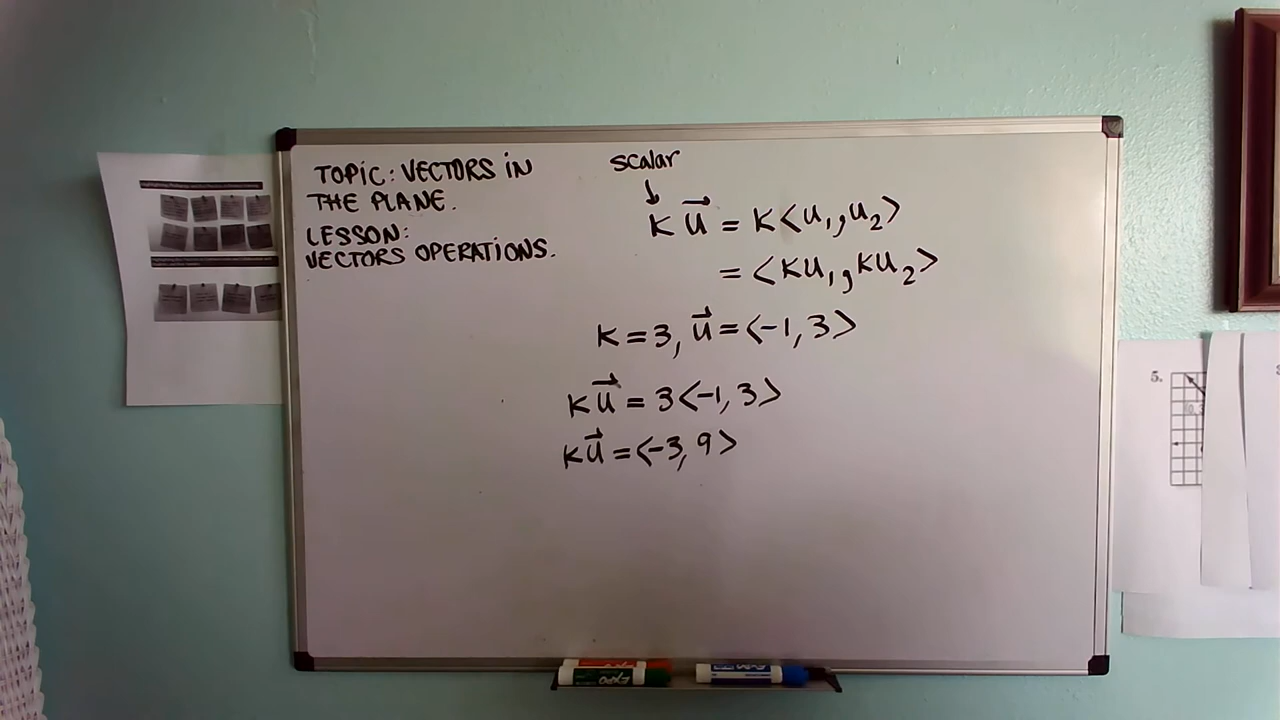 TOPIC: VECTORS IN
THE PLANE.
LESSON:
VECTORS OPERATIONS.
scalar
↓
k u⃗ = k<u₁, u₂>
= <ku₁, ku₂>
k = 3, u⃗ = <-1, 3>
k u⃗ = 3<-1, 3>
k u⃗ = <-3, 9>
5.
EXPO